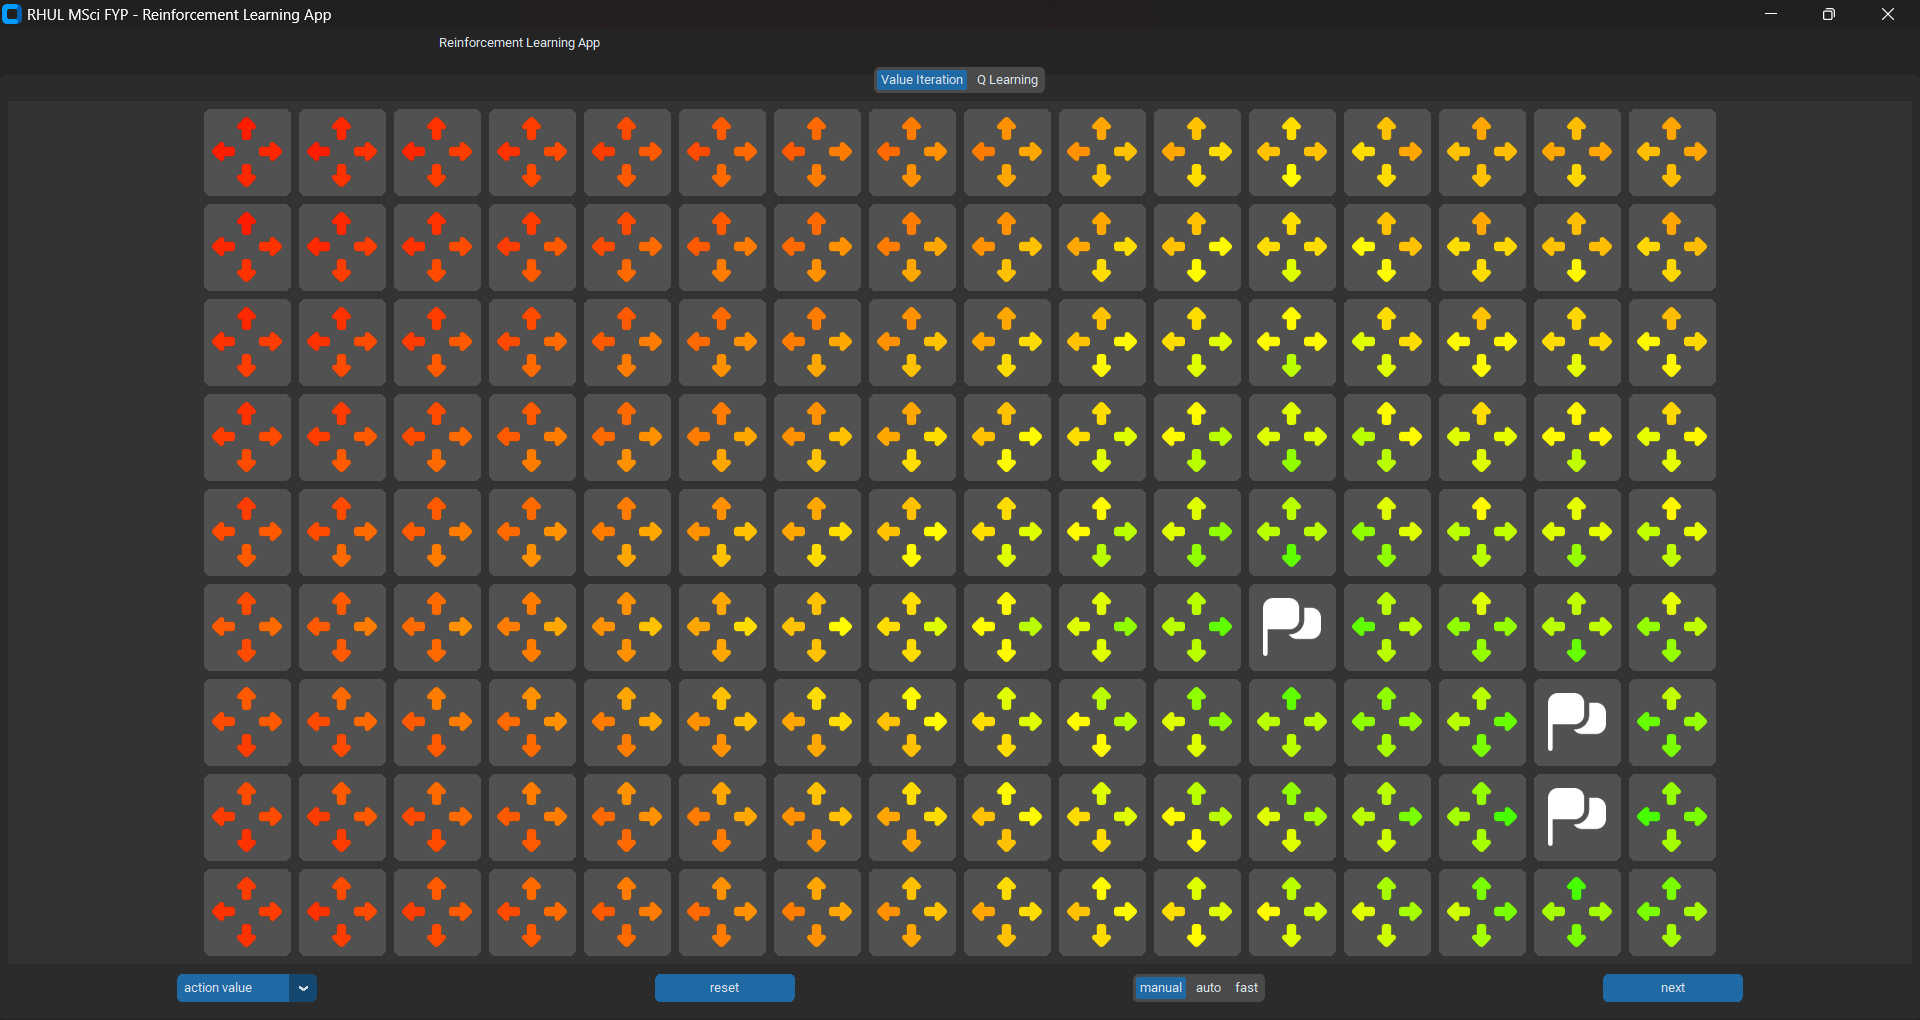 RHUL MSci FYP - Reinforcement Learning App
Reinforcement Learning App
Value Iteration Q Learning
action value reset manual auto fast next